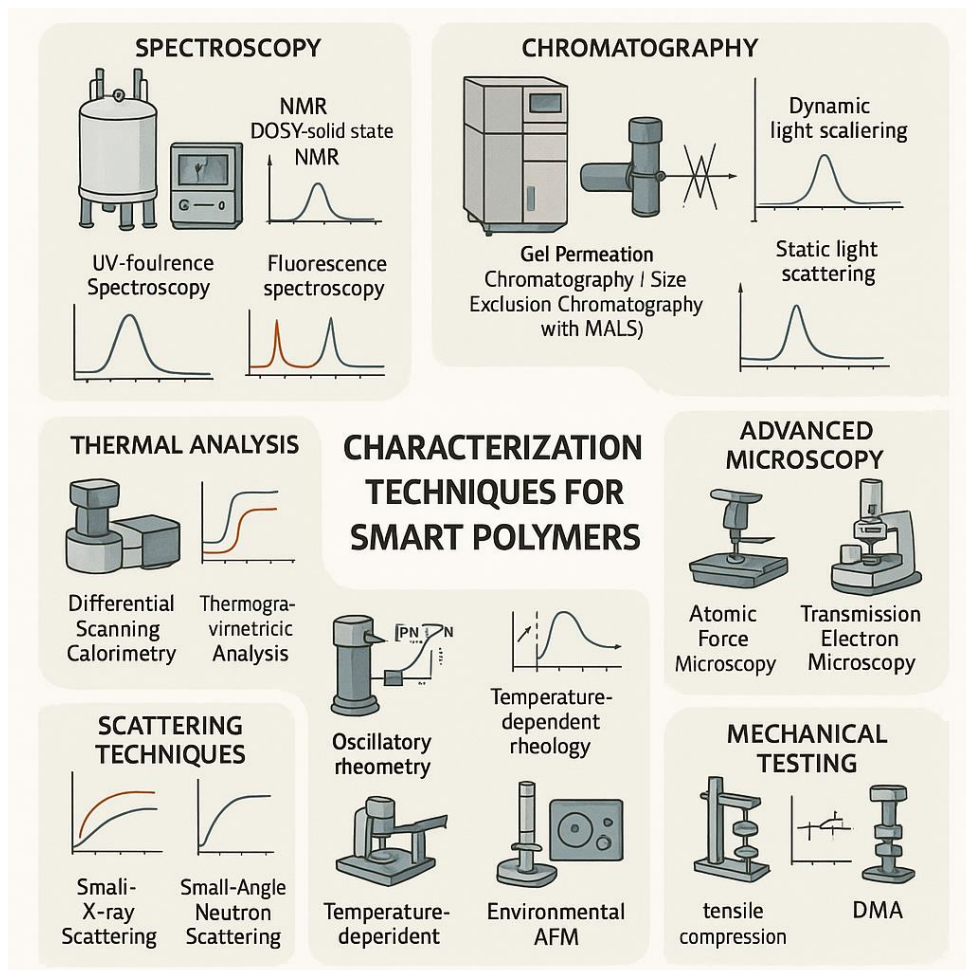 SPECTROSCOPY
NMR
DOSY-solid state
NMR
UV-foulrence
Spectroscopy
Fluorescence
spectroscopy
CHROMATOGRAPHY
Gel Permeation
Chromatography / Size
Exclusion Chromatography
with MALS)
Dynamic
light scaliering
Static light
scattering
THERMAL ANALYSIS
Differential
Scanning
Calorimetry
Thermogra-
virnetricic
Analysis
CHARACTERIZATION
TECHNIQUES FOR
SMART POLYMERS
ADVANCED
MICROSCOPY
Atomic
Force
Microscopy
Transmission
Electron
Microscopy
SCATTERING
TECHNIQUES
Smali-
X-ray
Scattering
Small-Angle
Neutron
Scattering
Oscillatory
rheometry
Temperature-
dependent
rheology
Temperature-
deperident
Environmental
AFM
MECHANICAL
TESTING
tensile
compression
DMA